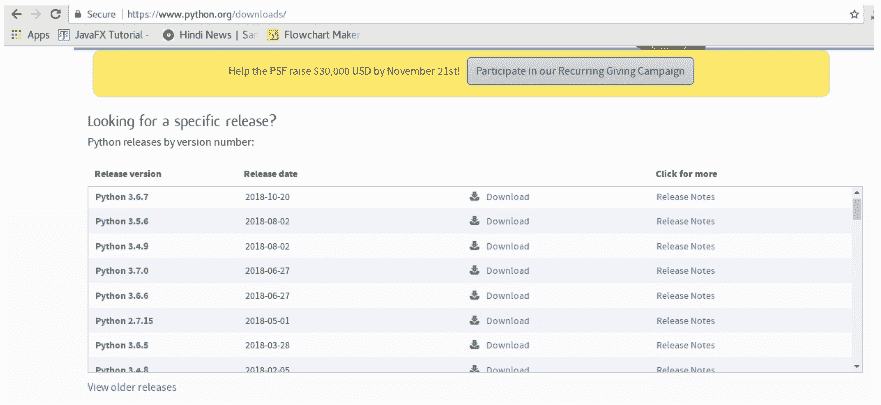 Secure https://www.python.org/downloads/
Apps JavaFX Tutorial - Hindi News | San Flowchart Maker
Help the PSF raise $30,000 USD by November 21st! Participate in our Recurring Giving Campaign
Looking for a specific release?
Python releases by version number:
Release version Release date Click for more
Python 3.6.7 2018-10-20 Download Release Notes
Python 3.5.6 2018-08-02 Download Release Notes
Python 3.4.9 2018-08-02 Download Release Notes
Python 3.7.0 2018-06-27 Download Release Notes
Python 3.6.6 2018-06-27 Download Release Notes
Python 2.7.15 2018-05-01 Download Release Notes
Python 3.6.5 2018-03-28 Download Release Notes
Python 3.4.8 2018-02-05 Download Release Notes
View older releases